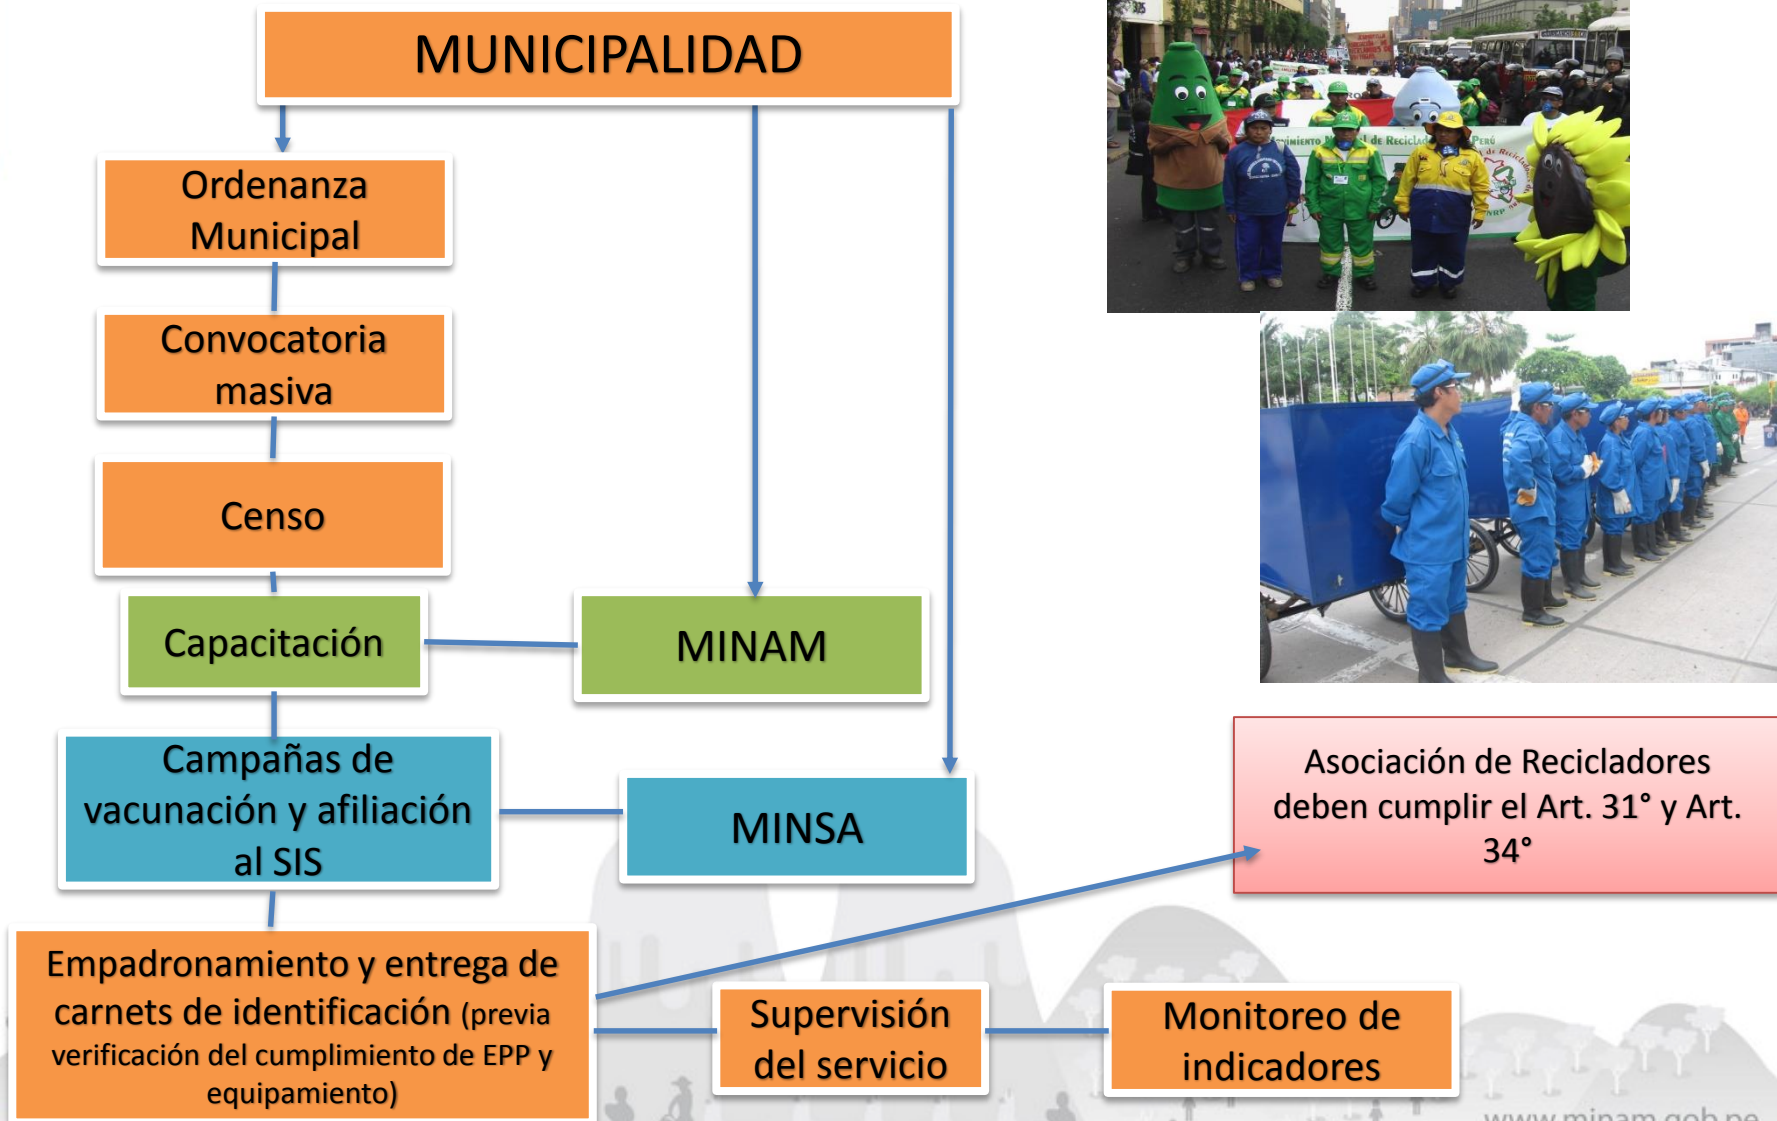 MUNICIPALIDAD
Ordenanza
Municipal
Convocatoria
masiva
Censo
Capacitación
MINAM
Campañas de
vacunación y afiliación
al SIS
MINSA
Asociación de Recicladores
deben cumplir el Art. 31° y Art.
34°
Empadronamiento y entrega de
carnets de identificación (previa
verificación del cumplimiento de EPP y
equipamiento)
Supervisión
del servicio
Monitoreo de
indicadores
www.minam.gob.pe